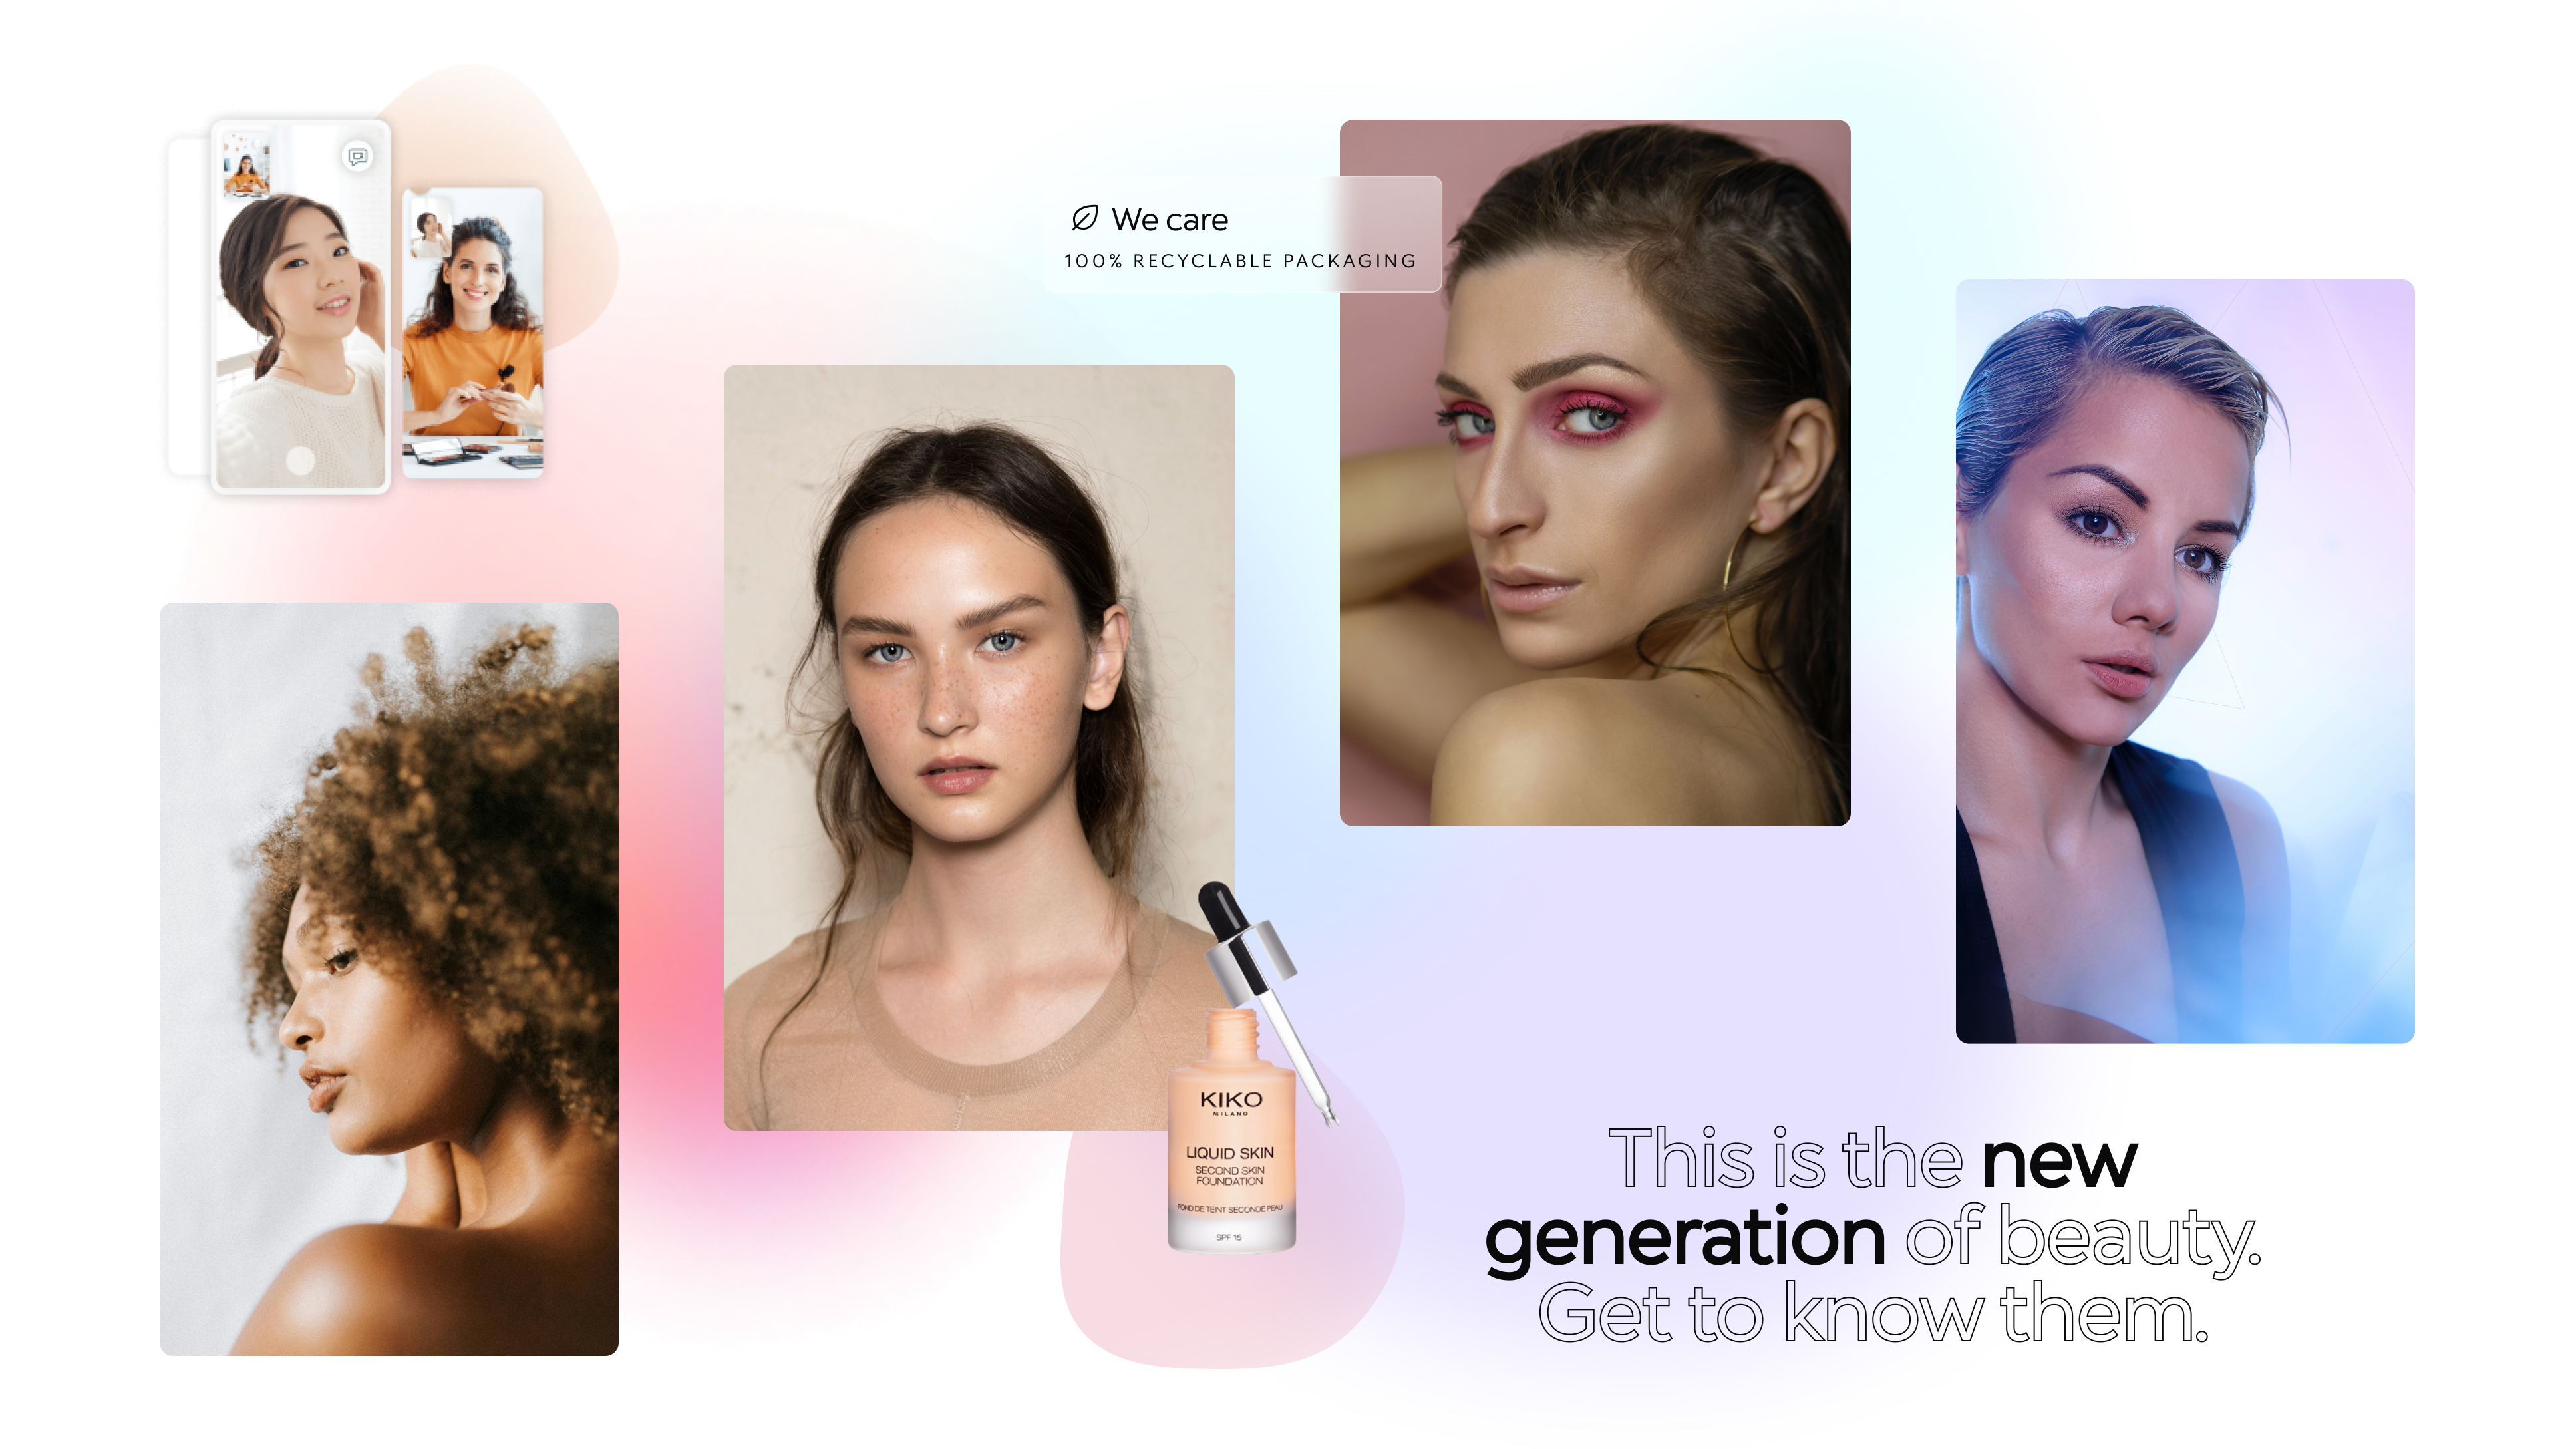 We care
100% RECYCLABLE PACKAGING
KIKO
MILANO
LIQUID SKIN
SECOND SKIN
FOUNDATION
FOND DE TEINT SECONDE PEAU
SPF 15
This is the new
generation of beauty.
Get to know them.